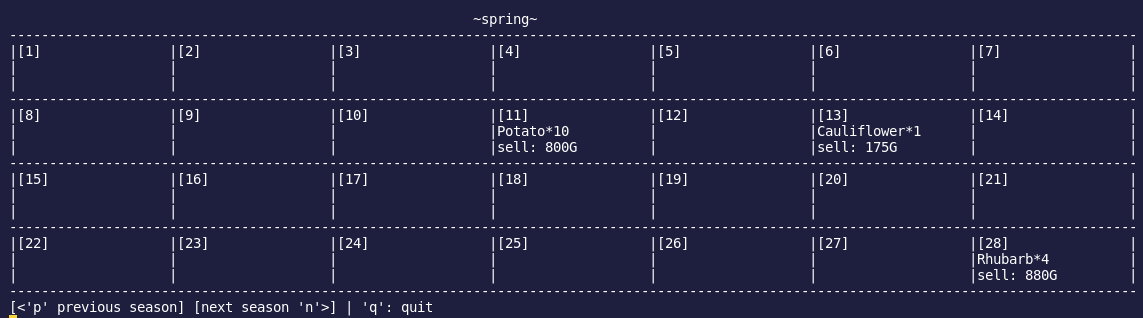 ~spring~
|[1] |[2] |[3] |[4] |[5] |[6] |[7] |
|[8] |[9] |[10] |[11] |[12] |[13] |[14] |
| | | |Potato*10 | |Cauliflower*1 | |
| | | |sell: 800G | |sell: 175G | |
|[15] |[16] |[17] |[18] |[19] |[20] |[21] |
|[22] |[23] |[24] |[25] |[26] |[27] |[28] |
| | | | | | |Rhubarb*4 |
| | | | | | |sell: 880G |
[<'p' previous season] [next season 'n'>] | 'q': quit